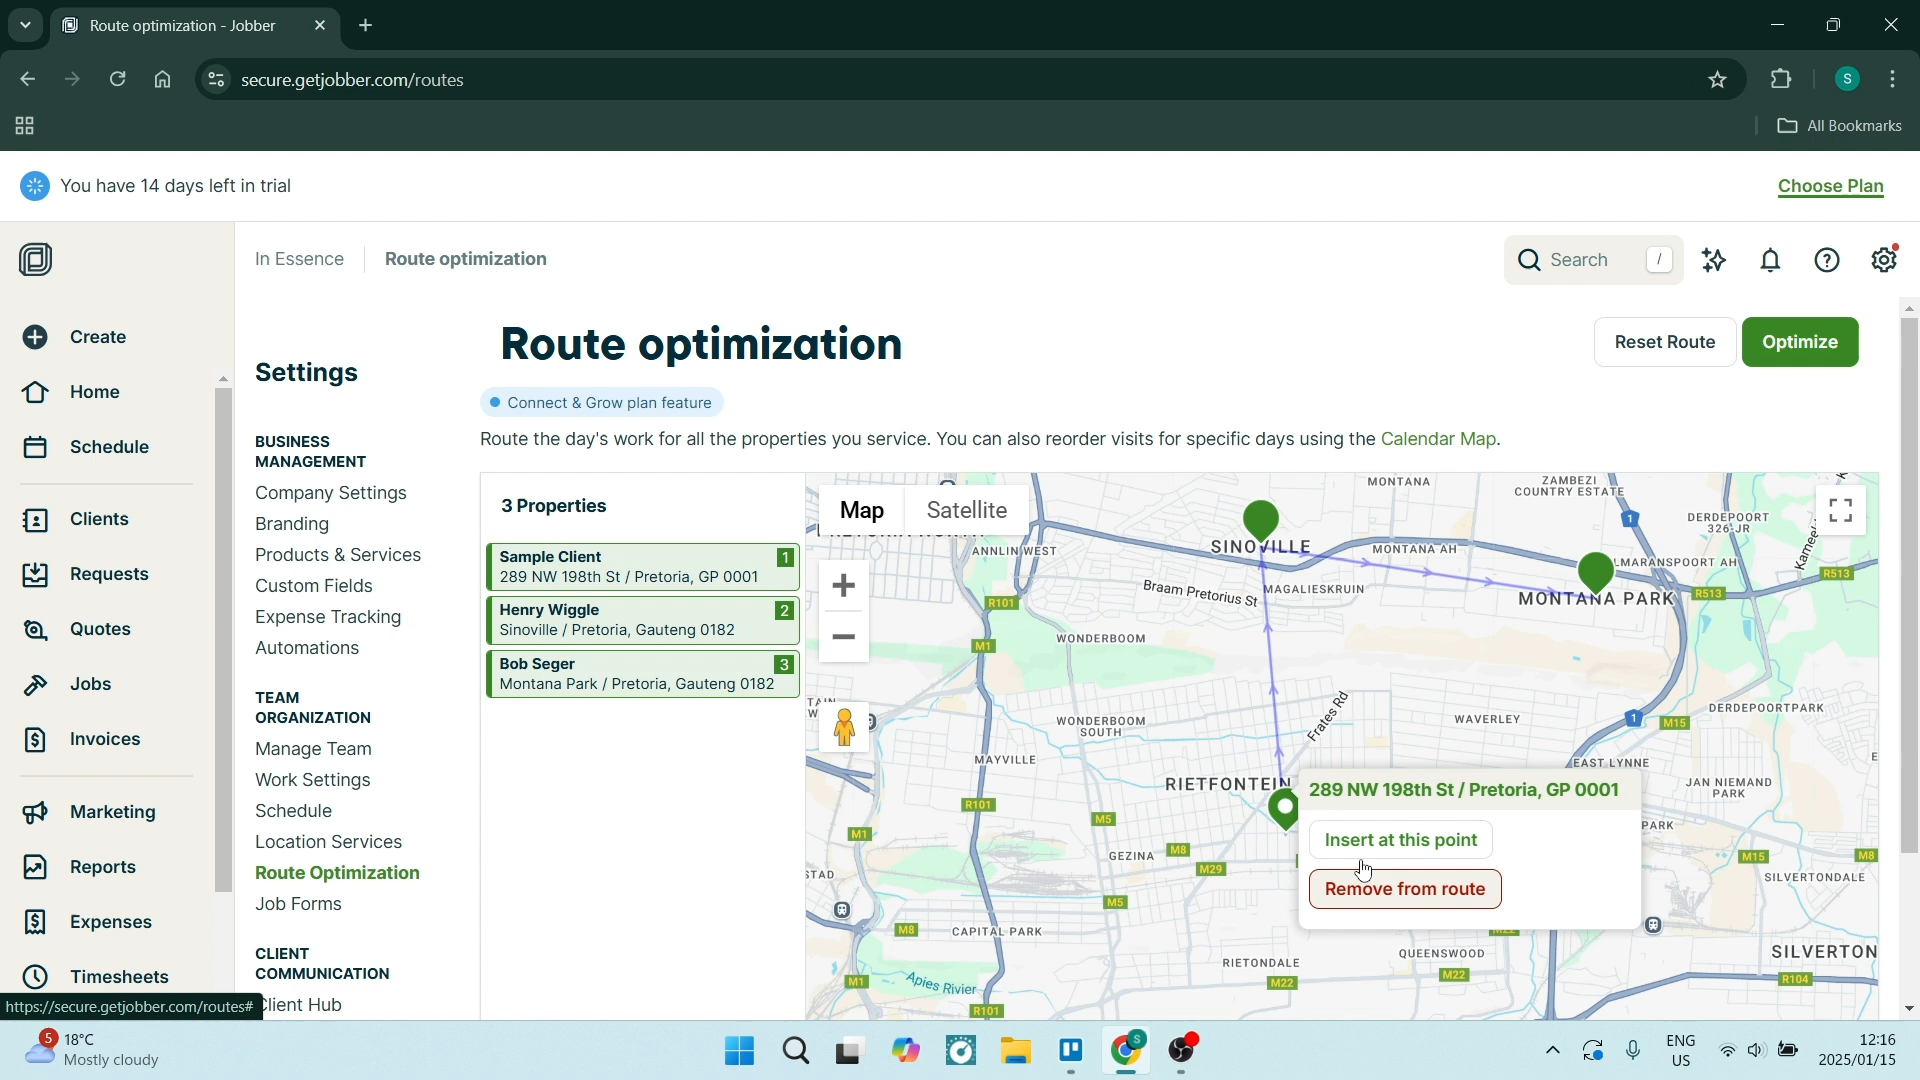 Route optimization - Jobber
secure.getjobber.com/routes
S
All Bookmarks
You have 14 days left in trial
Choose Plan
In Essence
Route optimization
Search /
Create
Home
Schedule
Clients
Requests
Quotes
Jobs
Invoices
Marketing
Reports
Expenses
Timesheets
https://secure.getjobber.com/routes#
Settings
BUSINESS
MANAGEMENT
Company Settings
Branding
Products & Services
Custom Fields
Expense Tracking
Automations
TEAM
ORGANIZATION
Manage Team
Work Settings
Schedule
Location Services
Route Optimization
Job Forms
CLIENT
COMMUNICATION
Client Hub
Route optimization
Reset Route
Optimize
Connect & Grow plan feature
Route the day's work for all the properties you service. You can also reorder visits for specific days using the Calendar Map.
3 Properties
Sample Client 1
289 NW 198th St / Pretoria, GP 0001
Henry Wiggle 2
Sinoville / Pretoria, Gauteng 0182
Bob Seger 3
Montana Park / Pretoria, Gauteng 0182
Map
Satellite
MONTANA
ZAMBEZI
COUNTRY ESTATE
1
DERDEPOORT
326-JR
ANNLIN WEST
SINOVILLE
MONTANA AH
R513
R101
Braam Pretorius St
MAGALIESKRUIN
MONTANA PARK
R513
WONDERBOOM
M1
Frates Rd
WONDERBOOM
SOUTH
WAVERLEY
1
M15
DERDEPOORTPARK
MAYVILLE
EAST LYNNE
RIETFONTEIN
JAN NIEMAND
PARK
R101
M5
M1
289 NW 198th St / Pretoria, GP 0001
Insert at this point
Remove from route
PARK
GEZINA
M8
M29
M15
M8
SILVERTONDALE
M5
M8
CAPITAL PARK
QUEENSWOOD
RIETONDALE
SILVERTON
M22
M22
R104
M1
Apies Rivier
R101
5
18°C
Mostly cloudy
S
ENG
US
12:16
2025/01/15